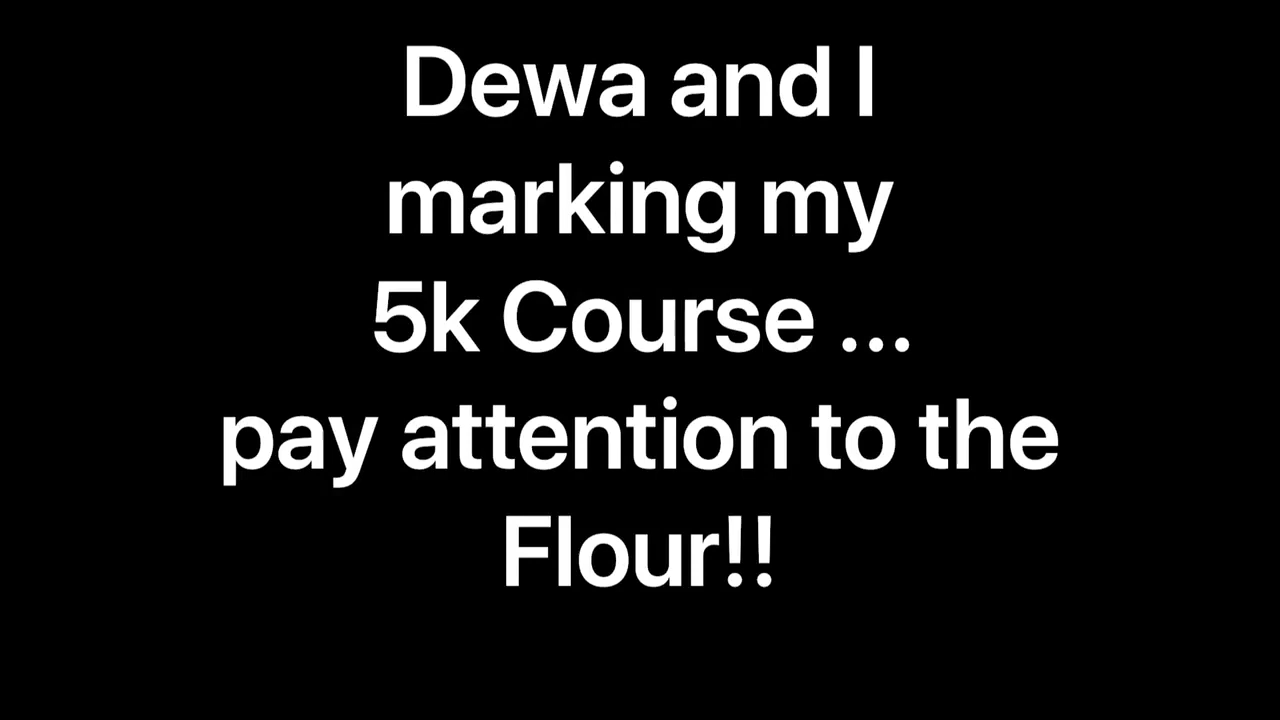 Dewa and I
marking my
5k Course ...
pay attention to the
Flour!!